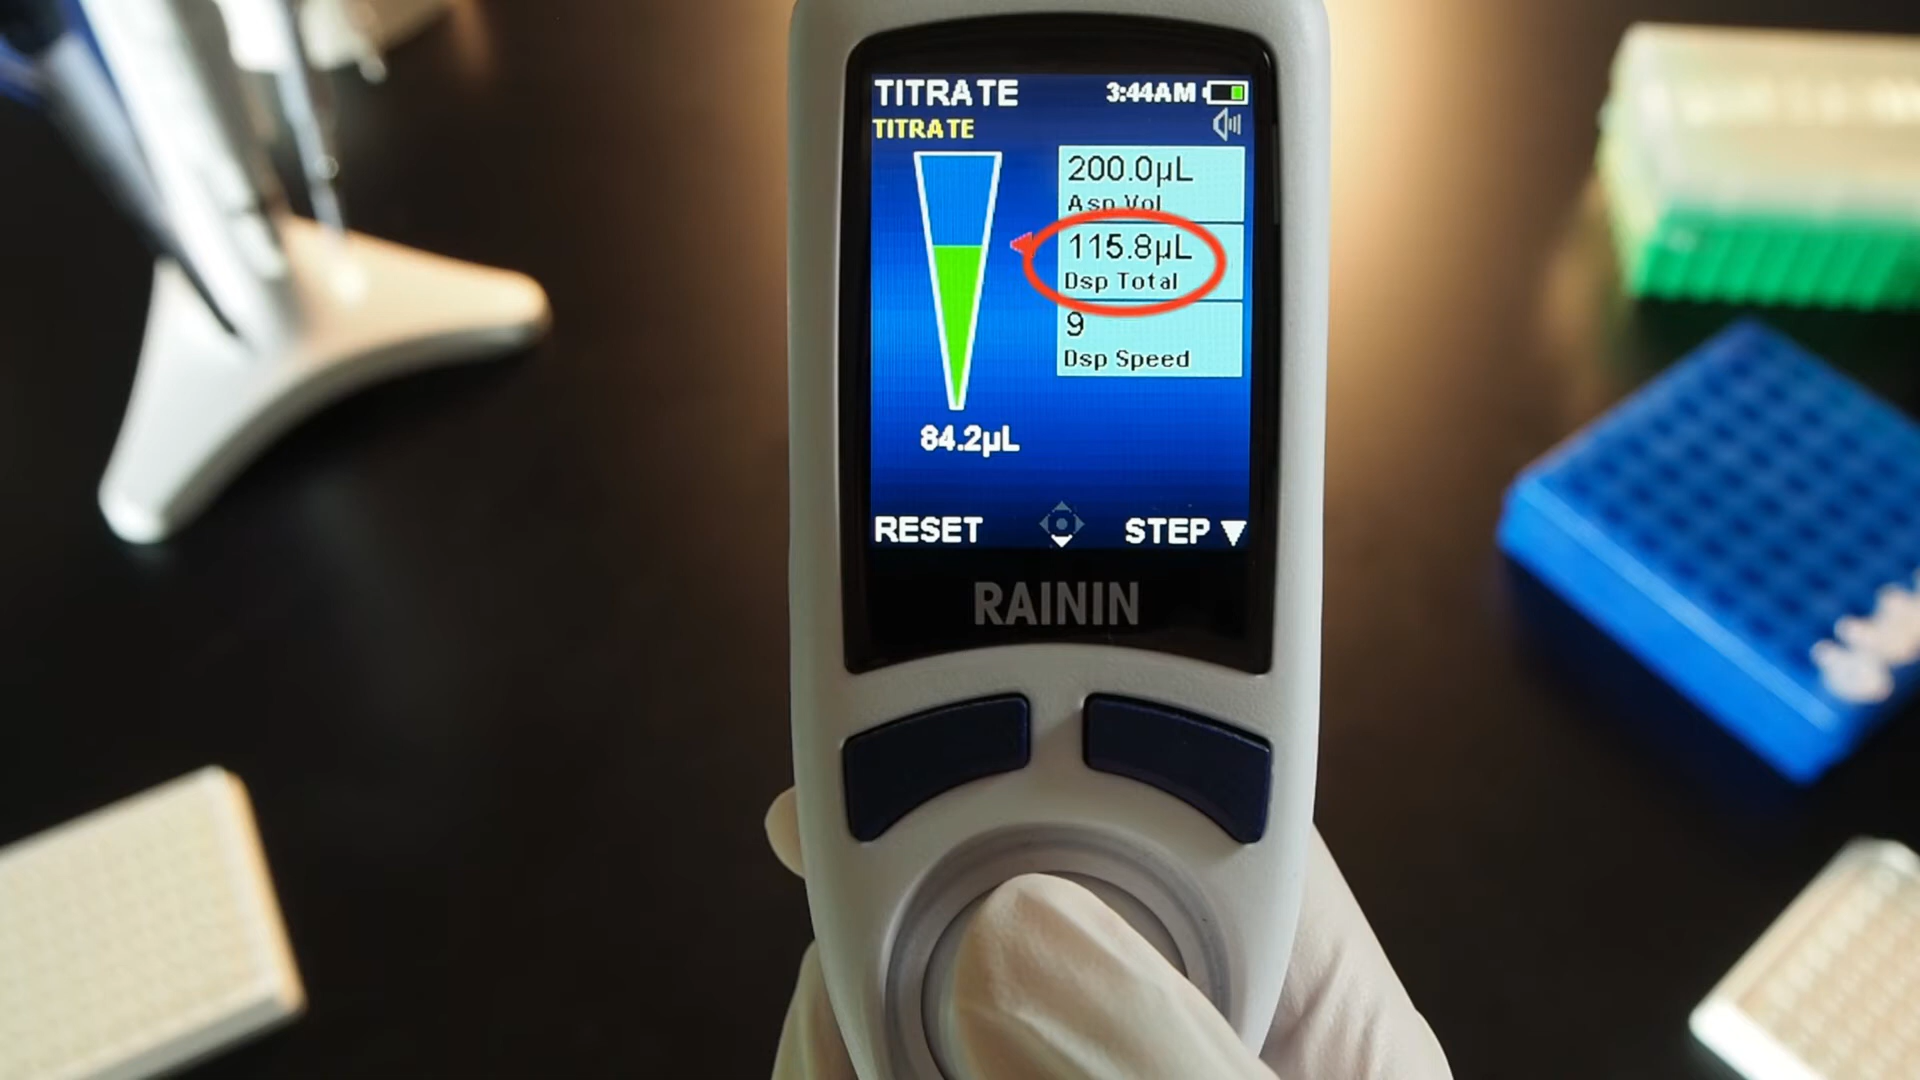 TITRATE 3:44AM
TITRATE
200.0µL
Asp Vol
115.8µL
Dsp Total
9
Dsp Speed
84.2µL
RESET STEP
RAININ